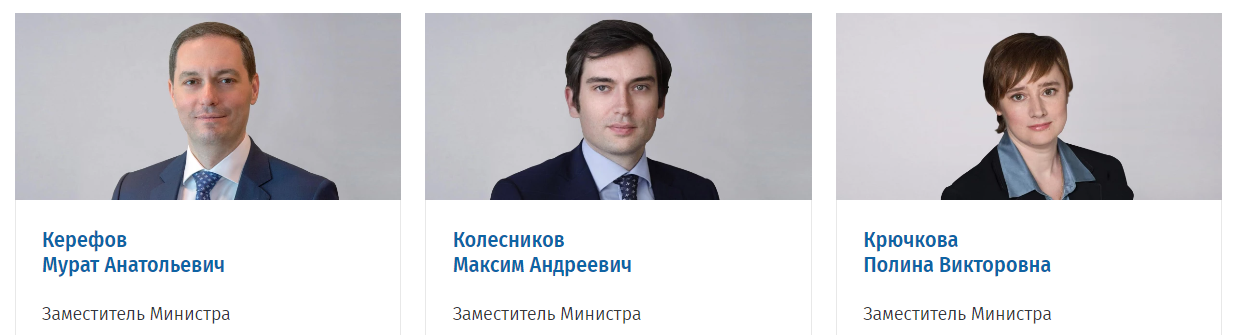 Керефов
Мурат Анатольевич
Заместитель Министра
Колесников
Максим Андреевич
Заместитель Министра
Крючкова
Полина Викторовна
Заместитель Министра